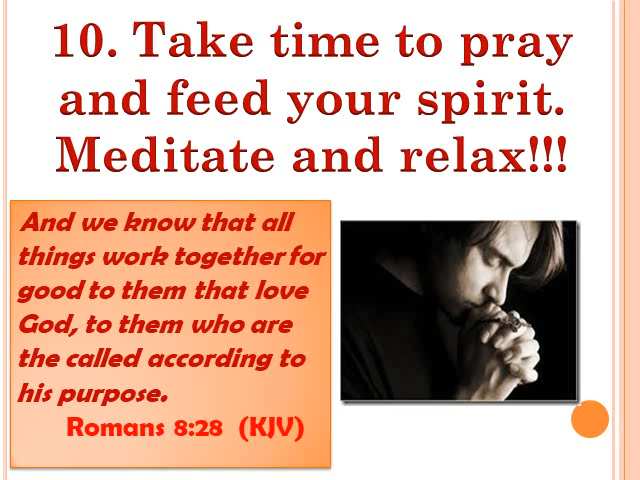 10. Take time to pray
and feed your spirit.
Meditate and relax!!!
And we know that all
things work together for
good to them that love
God, to them who are
the called according to
his purpose.
Romans 8:28 (KJV)